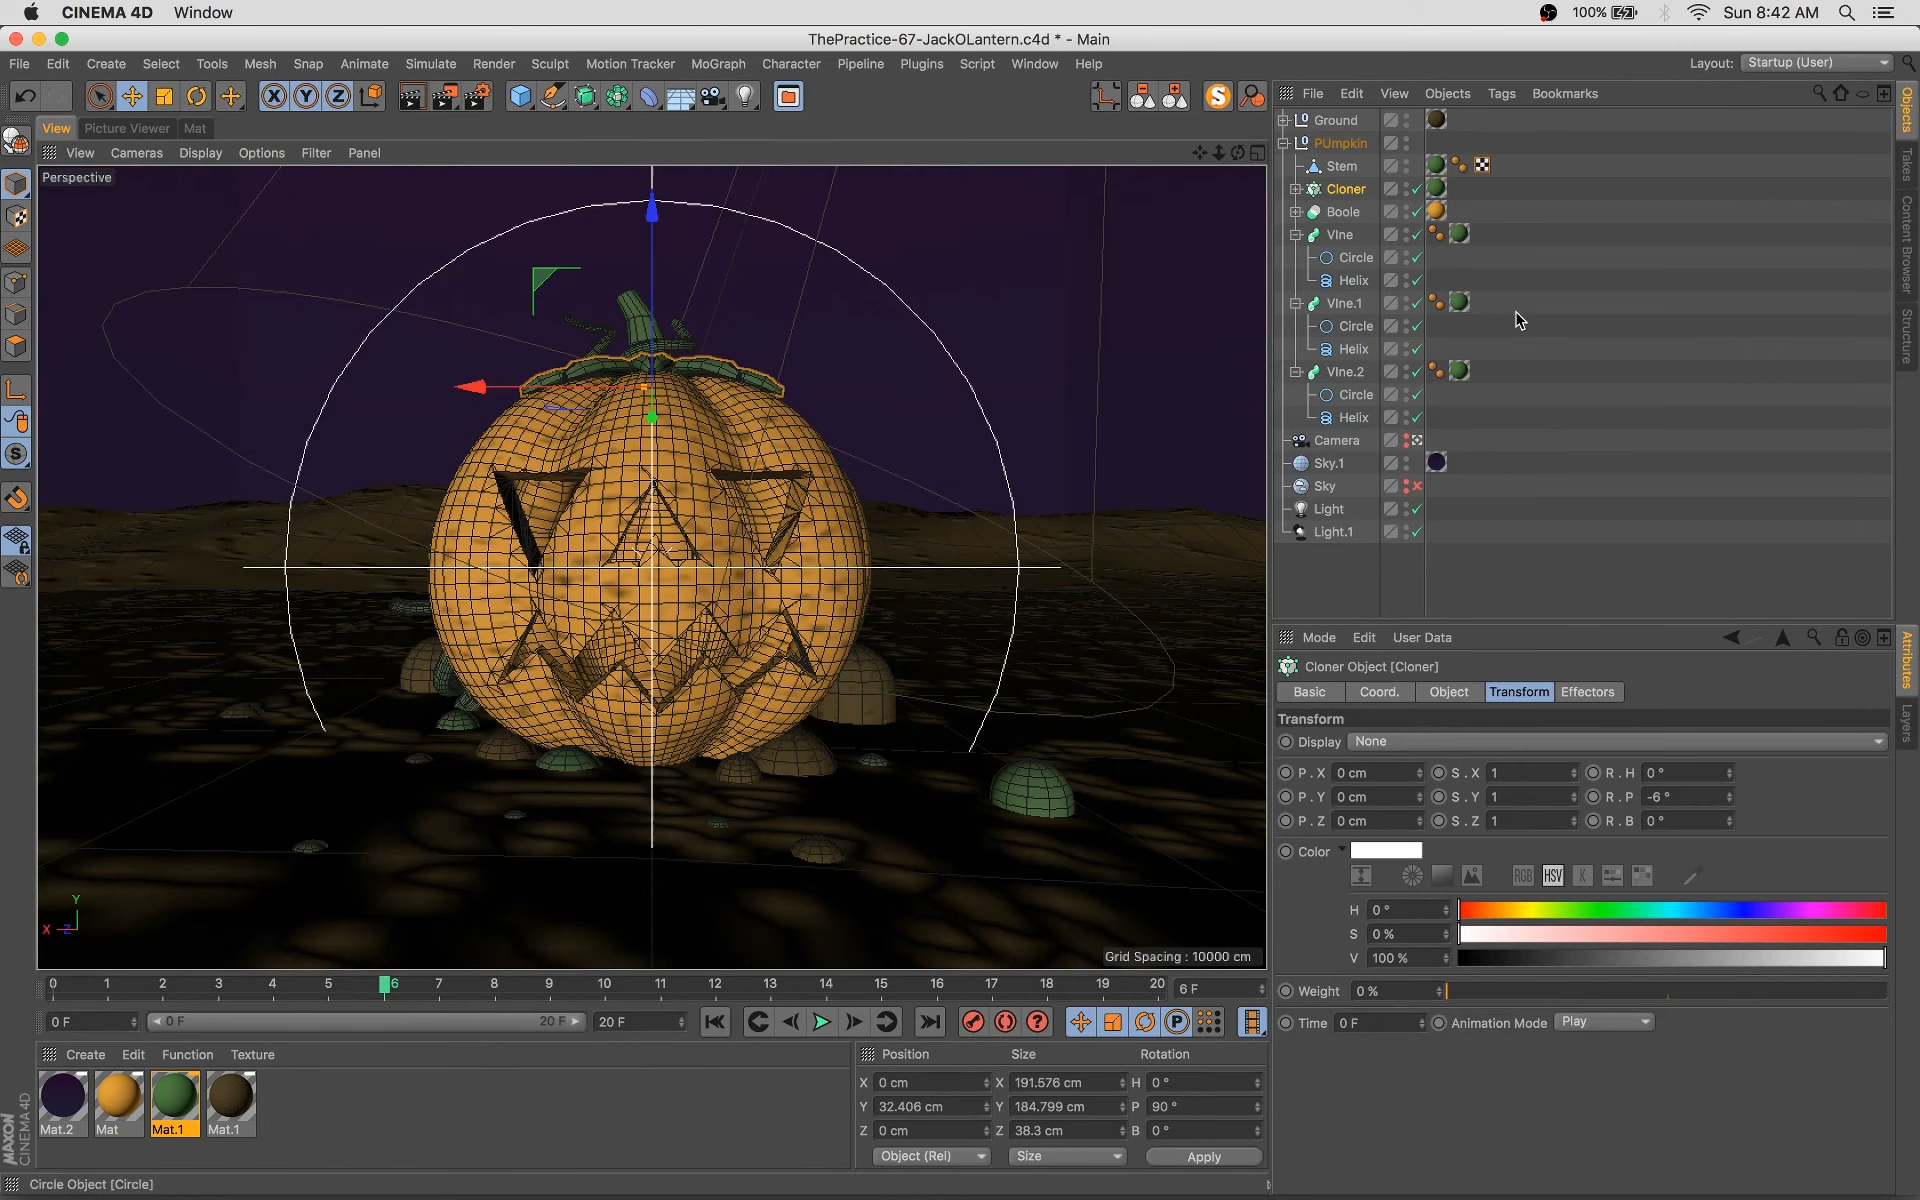 CINEMA 4D Window
100% Sun 8:42 AM
ThePractice-67-JackOLantern.c4d * - Main
File Edit Create Select Tools Mesh Snap Animate Simulate Render Sculpt Motion Tracker MoGraph Character Pipeline Plugins Script Window Help
Layout: Startup (User)
File Edit View Objects Tags Bookmarks
View Picture Viewer Mat
View Cameras Display Options Filter Panel
Perspective
Ground
PUmpkin
Stem
Cloner
Boole
VIne
Circle
Helix
VIne.1
Circle
Helix
VIne.2
Circle
Helix
Camera
Sky.1
Sky
Light
Light.1
Objects
Takes
Content Browser
Structure
Mode Edit User Data
Cloner Object [Cloner]
Basic Coord. Object Transform Effectors
Transform
Display None
P . X 0 cm S . X 1 R . H 0 °
P . Y 0 cm S . Y 1 R . P -6 °
P . Z 0 cm S . Z 1 R . B 0 °
Color
RGB HSV K
H 0 °
S 0 %
V 100 %
Weight 0 %
Time 0 F Animation Mode Play
Attributes
Layers
Y
X Z
Grid Spacing : 10000 cm
0 1 2 3 4 5 6 7 8 9 10 11 12 13 14 15 16 17 18 19 20 6 F
0 F 0 F 20 F 20 F
Create Edit Function Texture
Mat.2 Mat Mat.1 Mat.1
Position Size Rotation
X 0 cm X 191.576 cm H 0 °
Y 32.406 cm Y 184.799 cm P 90 °
Z 0 cm Z 38.3 cm B 0 °
Object (Rel) Size Apply
MAXON
CINEMA 4D
Circle Object [Circle]